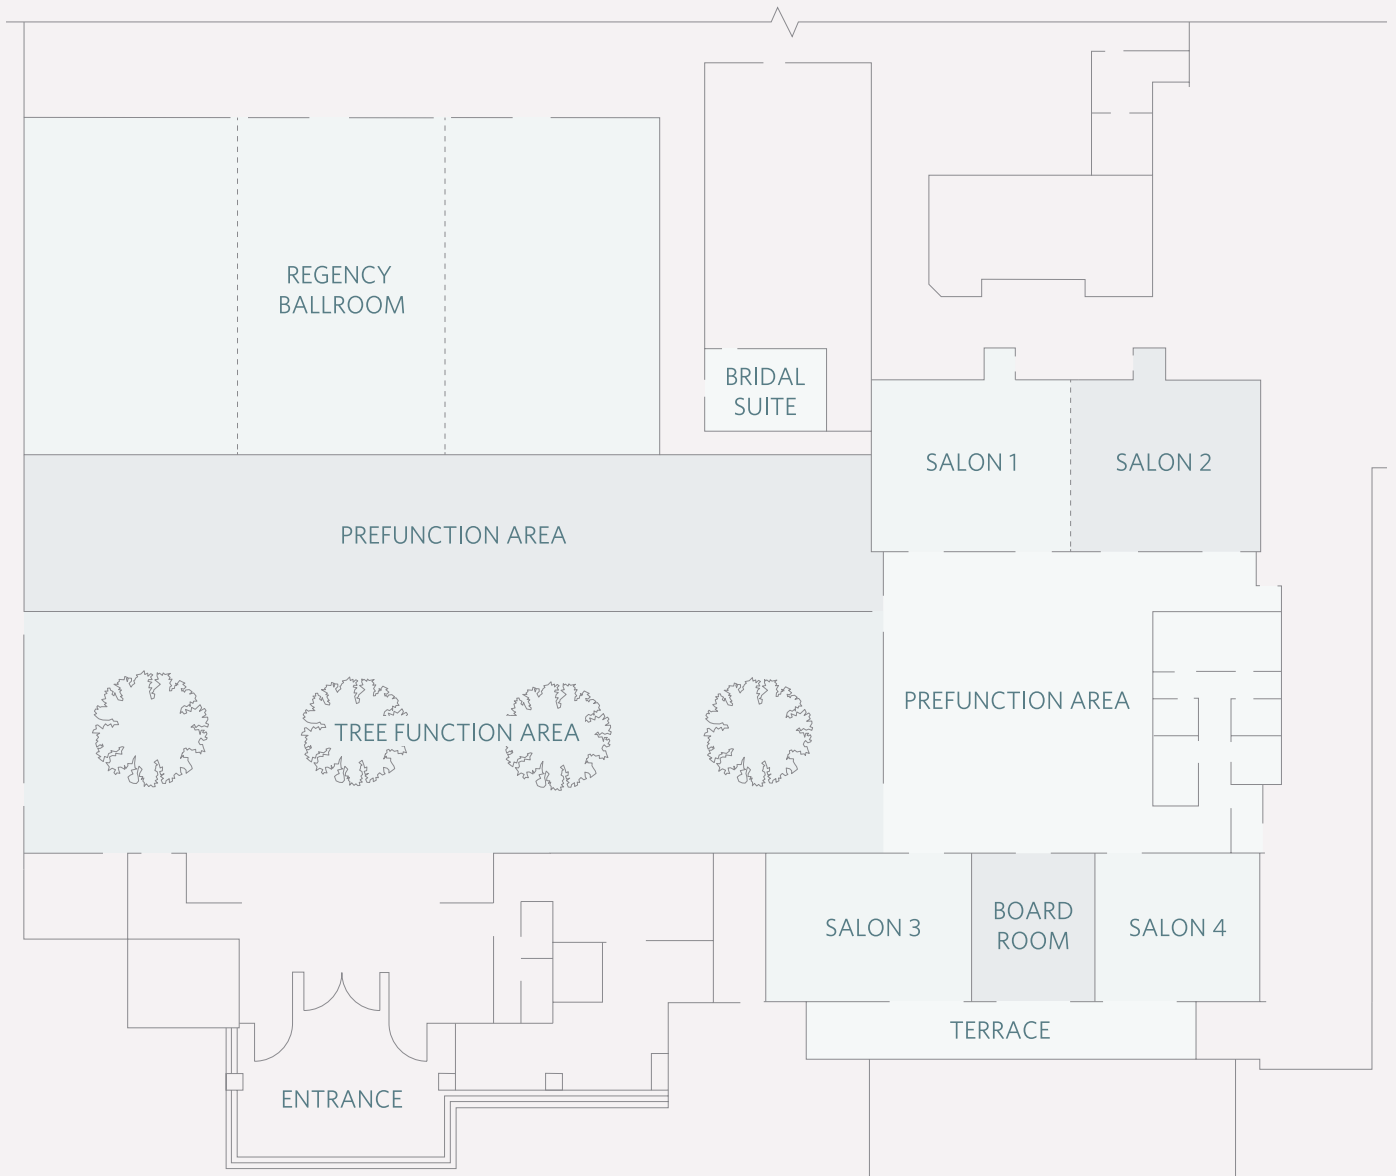 REGENCY
BALLROOM
BRIDAL
SUITE
SALON 1
SALON 2
PREFUNCTION AREA
PREFUNCTION AREA
TREE FUNCTION AREA
SALON 3
BOARD
ROOM
SALON 4
TERRACE
ENTRANCE